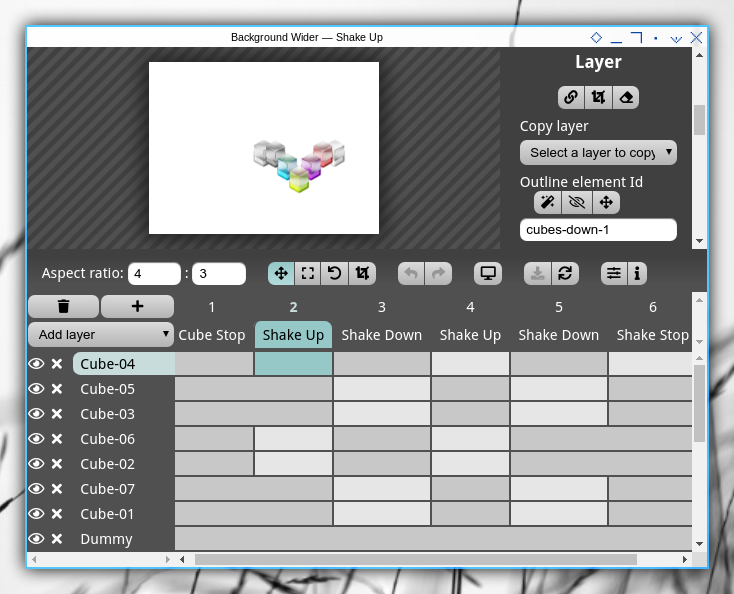 Background Wider — Shake Up
Layer
Copy layer
Select a layer to copy
Outline element Id
cubes-down-1
Aspect ratio: 4 : 3
1 2 3 4 5 6
Add layer Cube Stop Shake Up Shake Down Shake Up Shake Down Shake Stop
Cube-04
Cube-05
Cube-03
Cube-06
Cube-02
Cube-07
Cube-01
Dummy